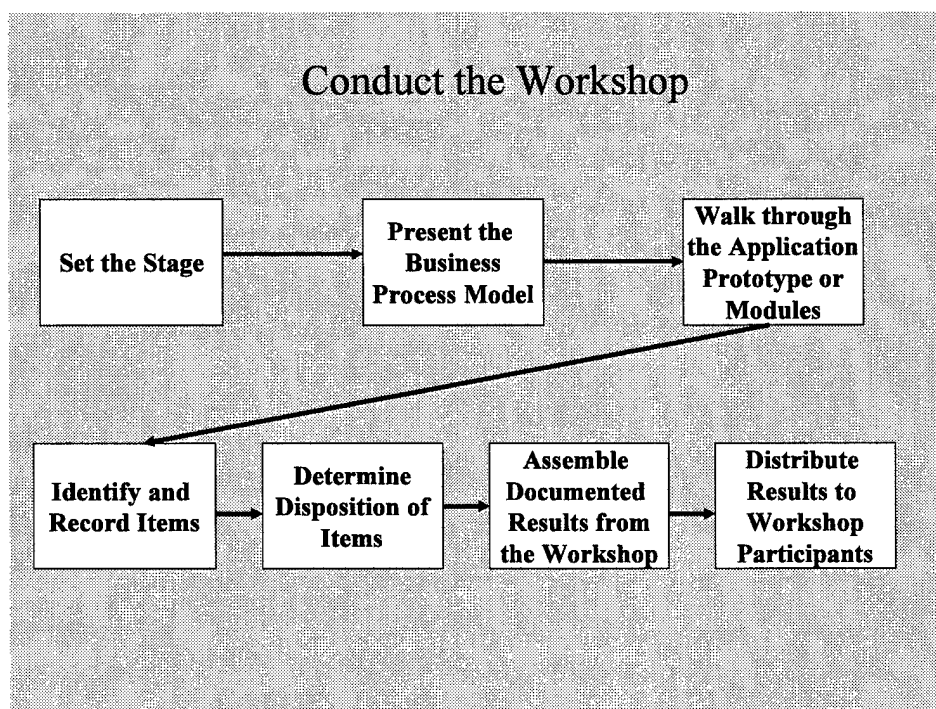 Conduct the Workshop
Set the Stage
Present the
Business
Process Model
Walk through
the Application
Prototype or
Modules
Identify and
Record Items
Determine
Disposition of
Items
Assemble
Documented
Results from
the Workshop
Distribute
Results to
Workshop
Participants